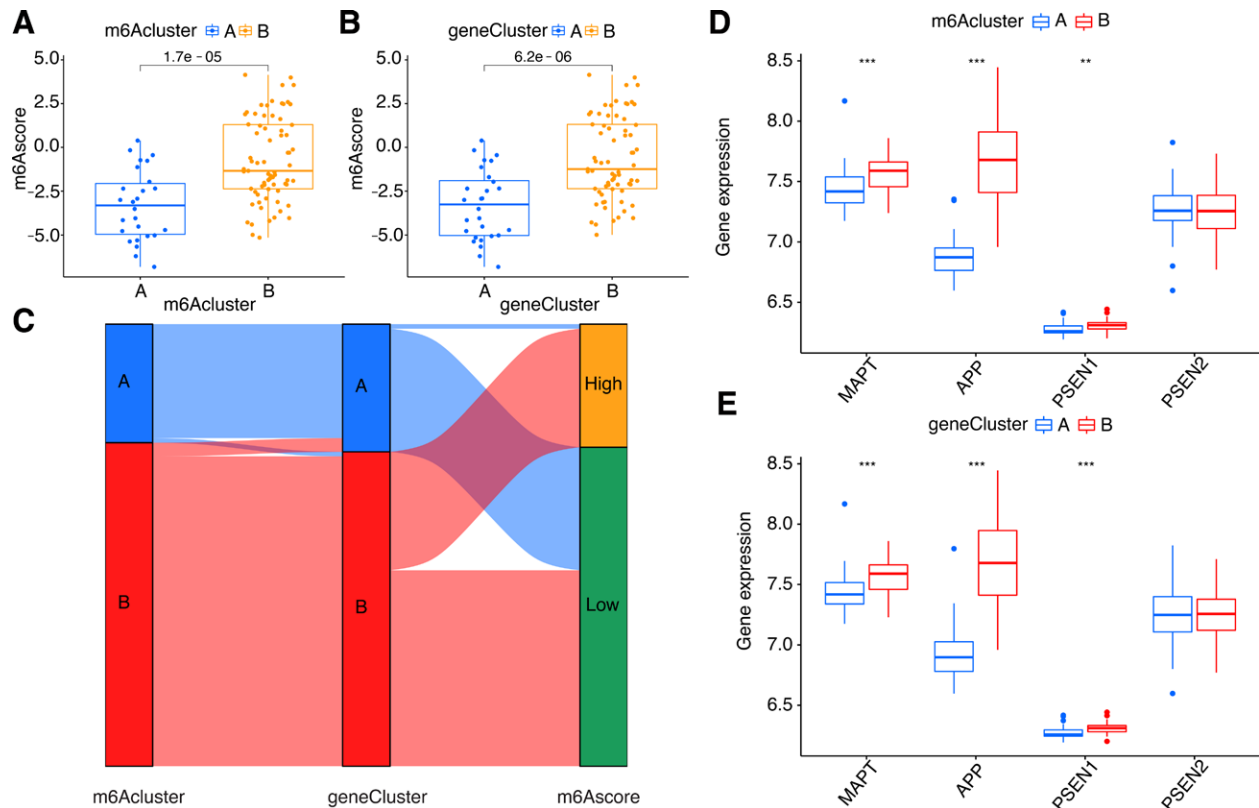 A
m6Acluster A B
1.7e − 05
m6Ascore
5.0
2.5
0.0
−2.5
−5.0
A B
m6Acluster
B
geneCluster A B
6.2e − 06
m6Ascore
5.0
2.5
0.0
−2.5
−5.0
A B
geneCluster
C
A
B
A
B
High
Low
m6Acluster geneCluster m6Ascore
D
m6Acluster A B
*** *** **
Gene expression
8.5
8.0
7.5
7.0
6.5
MAPT APP PSEN1 PSEN2
E
geneCluster A B
*** *** ***
Gene expression
8.5
8.0
7.5
7.0
6.5
MAPT APP PSEN1 PSEN2